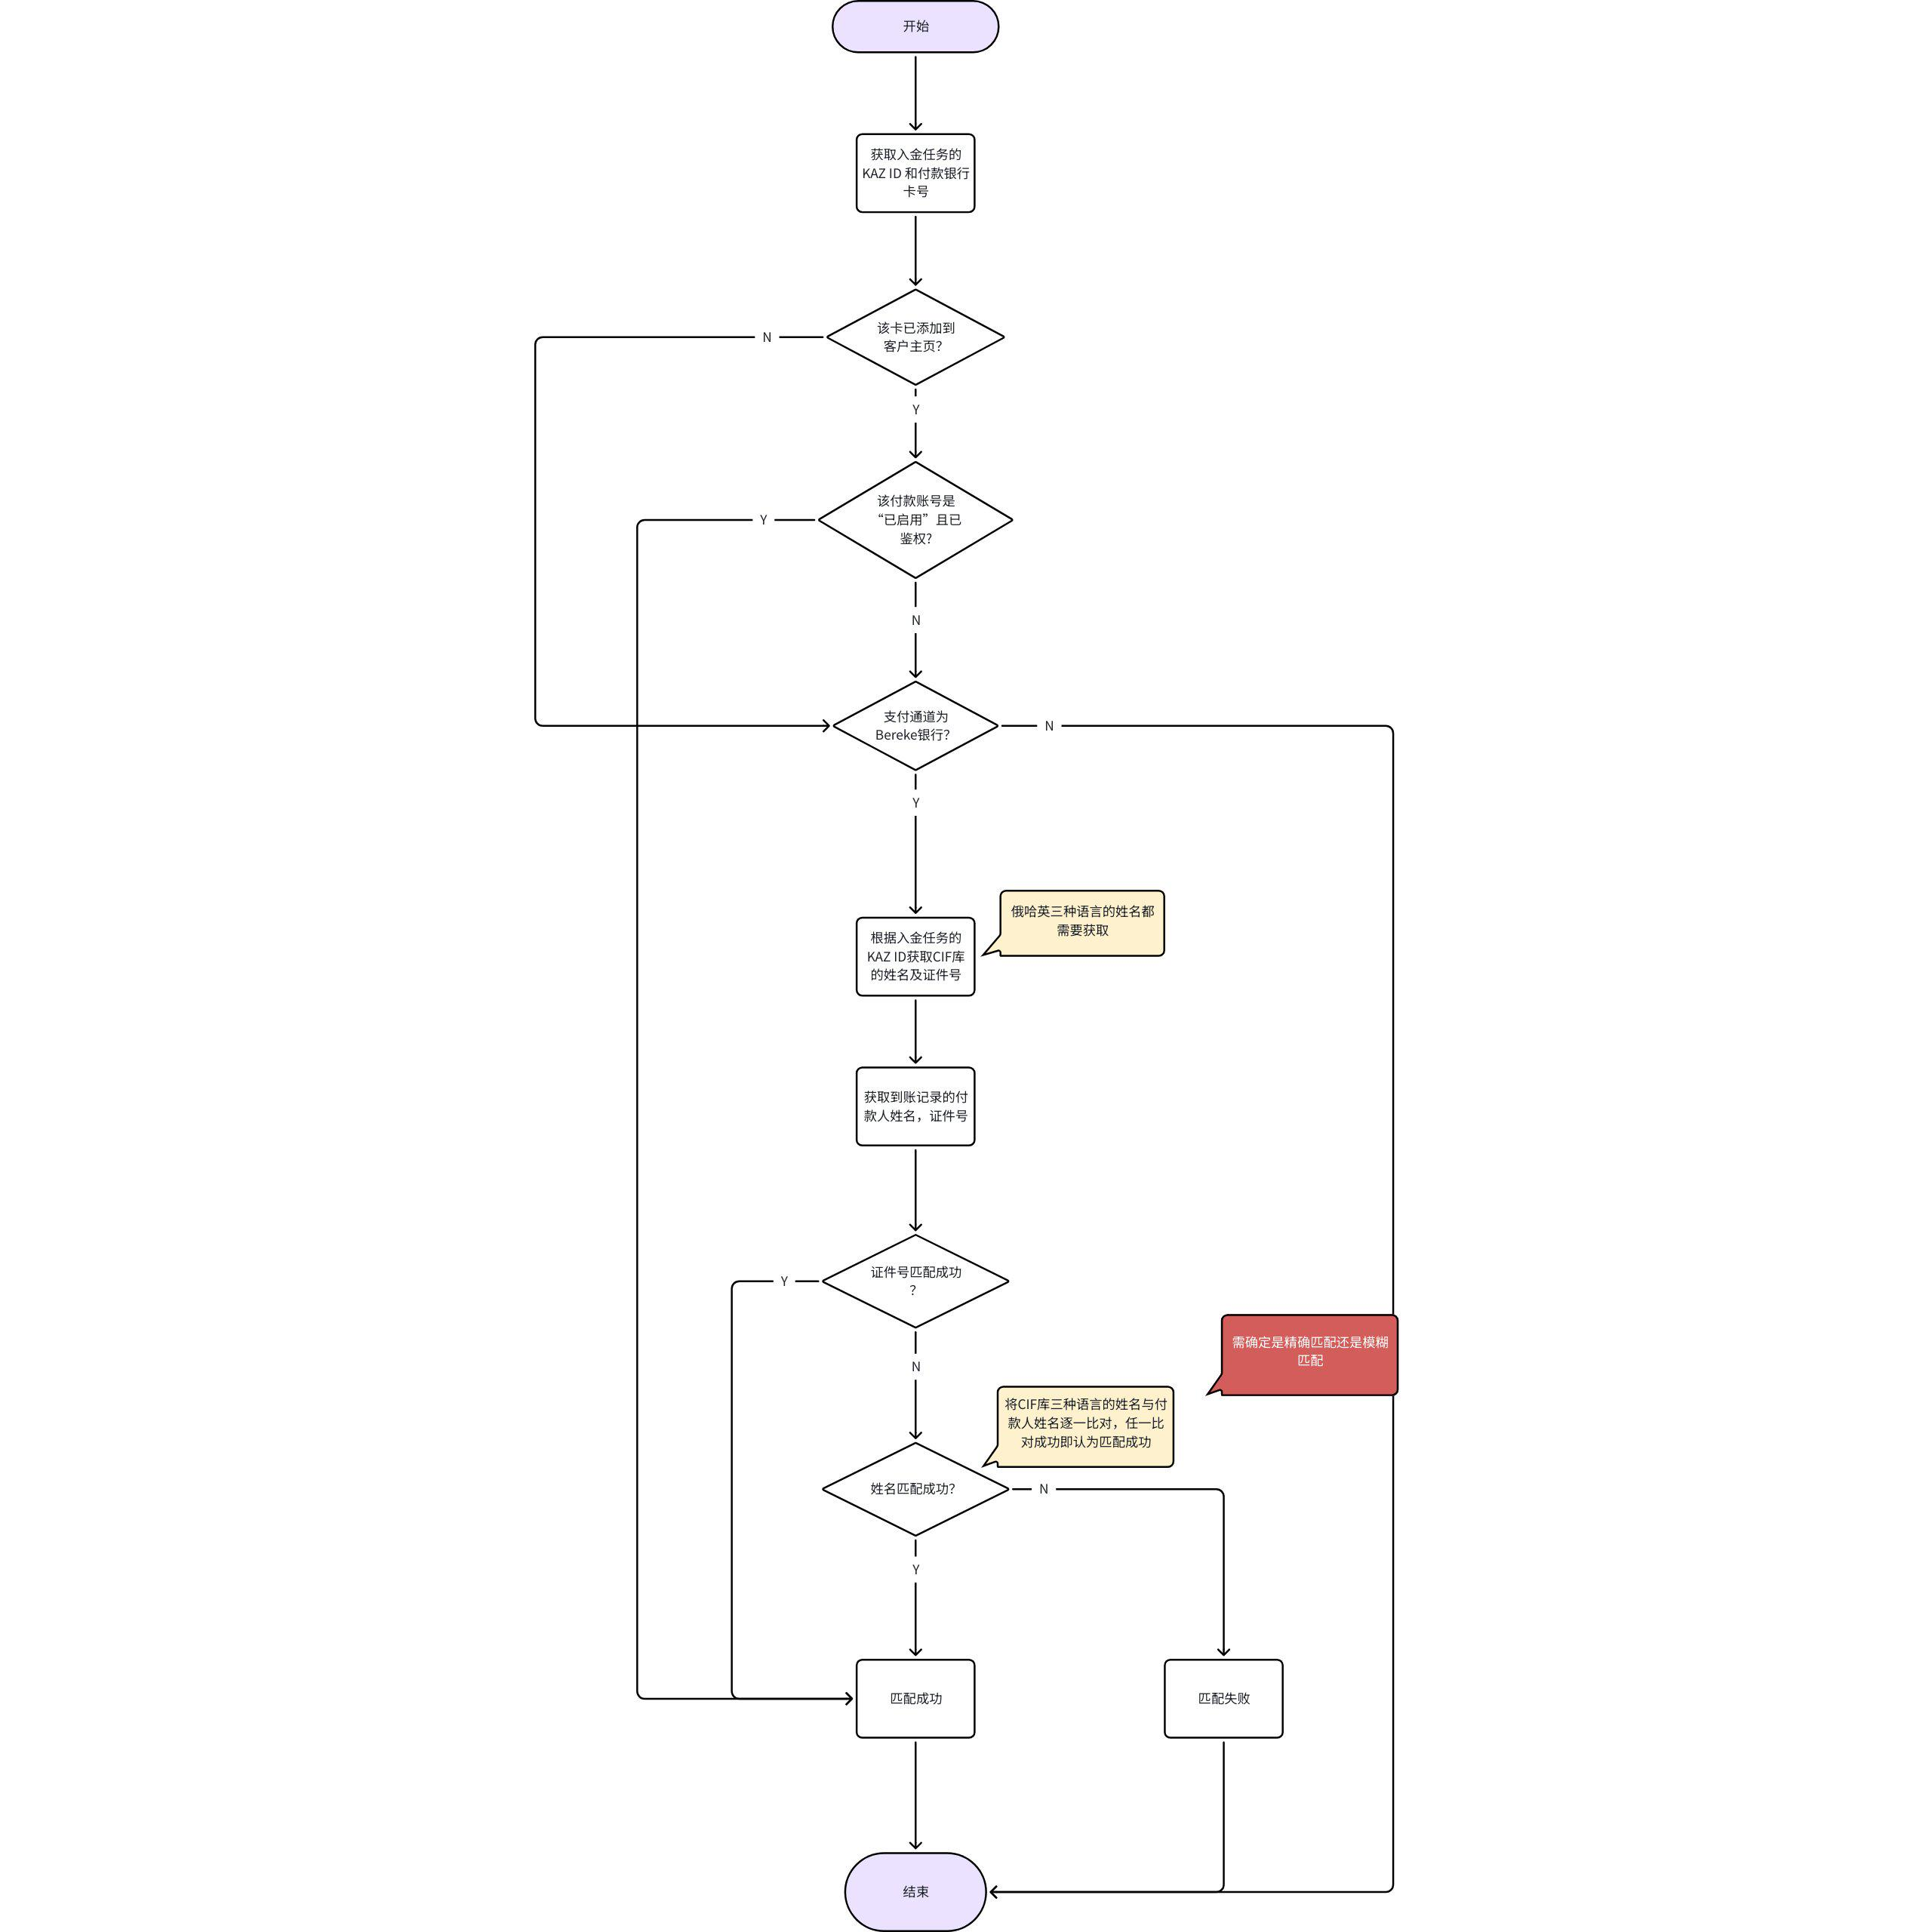 开始
获取入金任务的
KAZ ID 和付款银行
卡号
该卡已添加到
客户主页？
N
Y
该付款账号是
“已启用”且已
鉴权？
Y
N
支付通道为
Bereke银行？
N
Y
俄哈英三种语言的姓名都
需要获取
根据入金任务的
KAZ ID获取CIF库
的姓名及证件号
获取到账记录的付
款人姓名，证件号
证件号匹配成功
？
Y
需确定是精确匹配还是模糊
匹配
N
将CIF库三种语言的姓名与付
款人姓名逐一比对，任一比
对成功即认为匹配成功
姓名匹配成功？
N
Y
匹配成功
匹配失败
结束